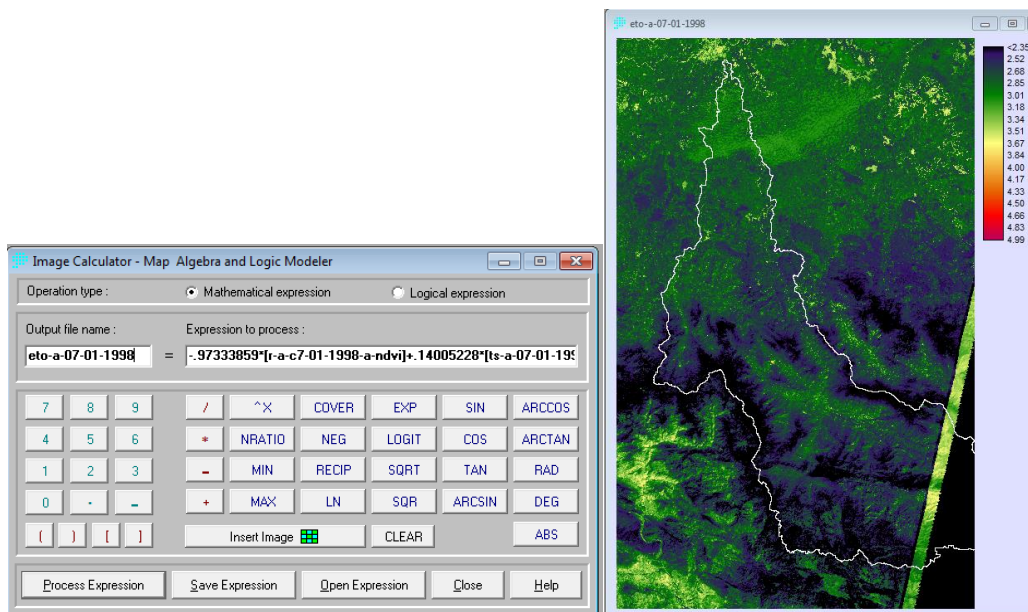 eto-a-07-01-1998
<2.35
2.52
2.68
2.85
3.01
3.18
3.34
3.51
3.67
3.84
4.00
4.17
4.33
4.50
4.66
4.83
4.99
Image Calculator - Map Algebra and Logic Modeler
Operation type : Mathematical expression Logical expression
Output file name : Expression to process :
eto-a-07-01-1998 = -.97333859*[r-a-c7-01-1998-a-ndvi]+.14005228*[ts-a-07-01-199
7 8 9 / ^X COVER EXP SIN ARCCOS
4 5 6 * NRATIO NEG LOGIT COS ARCTAN
1 2 3 - MIN RECIP SQRT TAN RAD
0 . - + MAX LN SQR ARCSIN DEG
( ) [ ] Insert Image CLEAR ABS
Process Expression Save Expression Open Expression Close Help